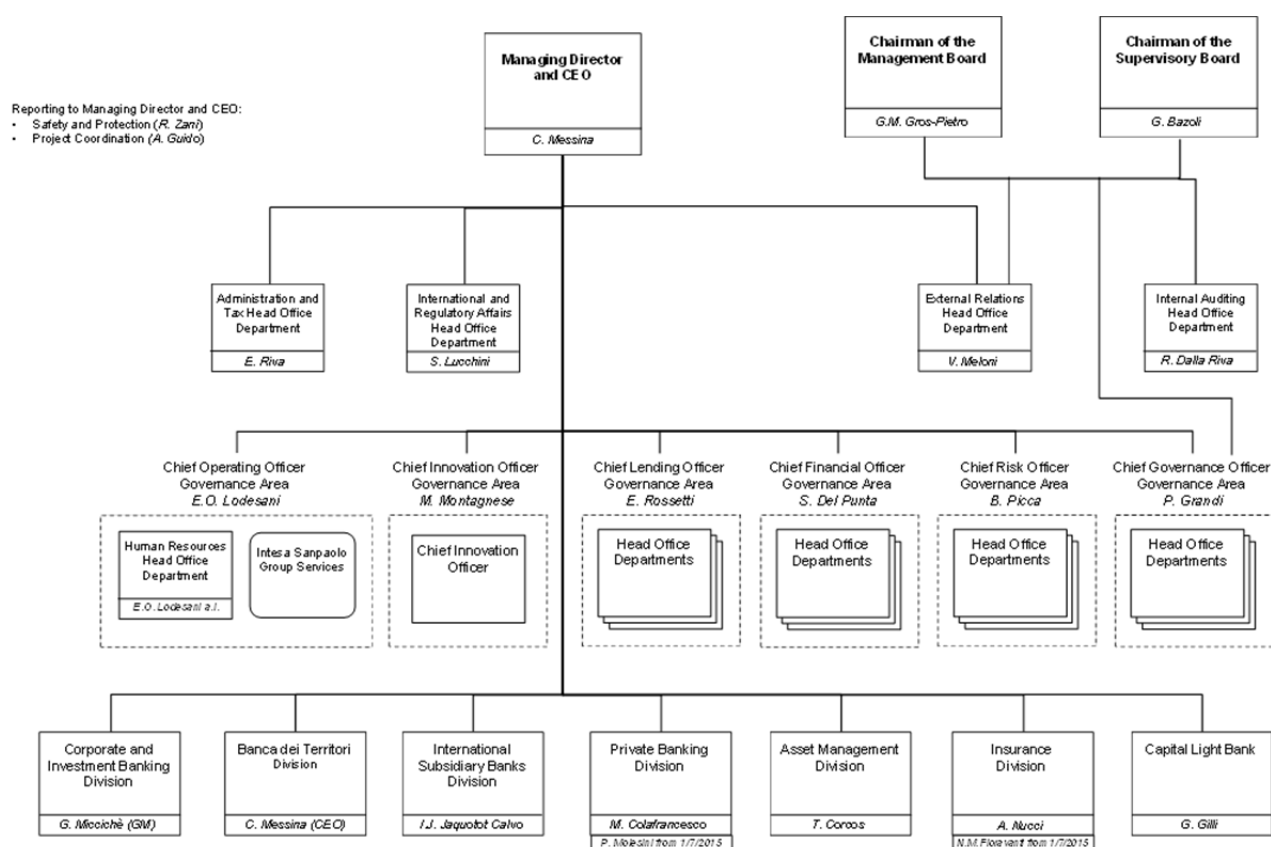 Managing Director
and CEO
C. Messina
Chairman of the
Management Board
G.M. Gros-Pietro
Chairman of the
Supervisory Board
G. Bazoli
Reporting to Managing Director and CEO:
• Safety and Protection (R. Zani)
• Project Coordination (A. Guido)
Administration and
Tax Head Office
Department
E. Riva
International and
Regulatory Affairs
Head Office
Department
S. Lucchini
External Relations
Head Office
Department
V. Meloni
Internal Auditing
Head Office
Department
R. Dalla Riva
Chief Operating Officer
Governance Area
E.O. Lodesani
Chief Innovation Officer
Governance Area
M. Montagnese
Chief Lending Officer
Governance Area
E. Rossetti
Chief Financial Officer
Governance Area
S. Del Punta
Chief Risk Officer
Governance Area
B. Picca
Chief Governance Officer
Governance Area
P. Grandi
Human Resources
Head Office
Department
E.O. Lodesani a.i.
Intesa Sanpaolo
Group Services
Chief Innovation
Officer
Head Office
Departments
Head Office
Departments
Head Office
Departments
Head Office
Departments
Corporate and
Investment Banking
Division
G. Miccichè (GM)
Banca dei Territori
Division
C. Messina (CEO)
International
Subsidiary Banks
Division
I.J. Jaquotot Calvo
Private Banking
Division
M. Colafrancesco
P. Molesini from 1/7/2015
Asset Management
Division
T. Corcos
Insurance
Division
A. Nucci
N.M. Fioravanti from 1/7/2015
Capital Light Bank
G. Gilli